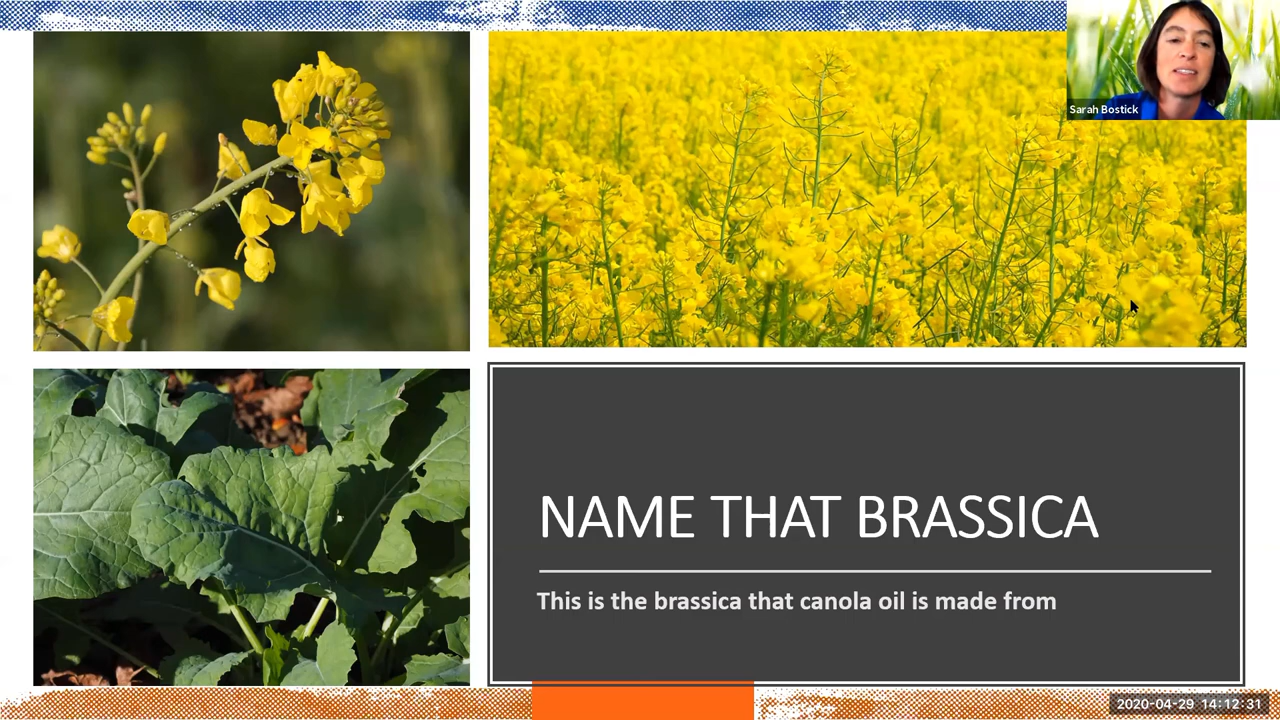 Sarah Bostick
NAME THAT BRASSICA
This is the brassica that canola oil is made from
2020-04-29 14:12:31